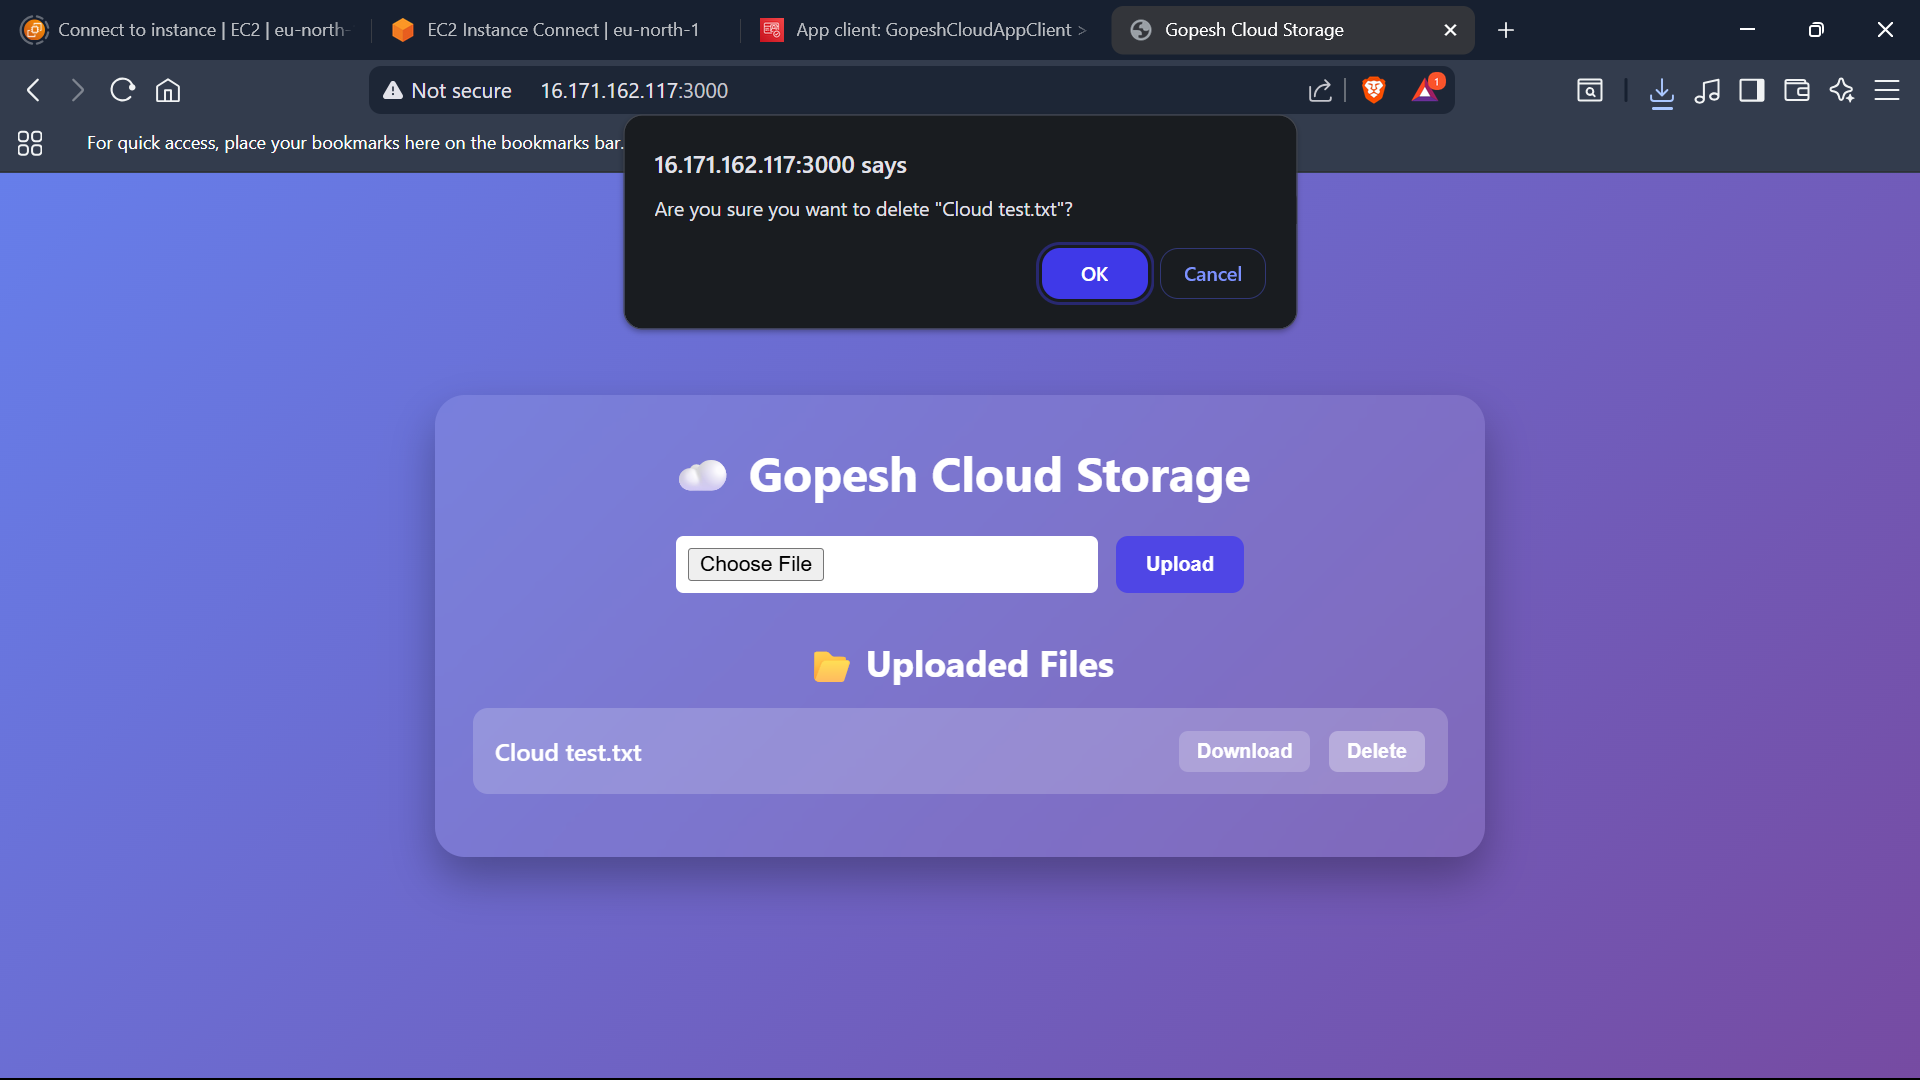 Connect to instance | EC2 | eu-north-
EC2 Instance Connect | eu-north-1
App client: GopeshCloudAppClient >
Gopesh Cloud Storage
Not secure 16.171.162.117:3000
1
For quick access, place your bookmarks here on the bookmarks bar.
16.171.162.117:3000 says
Are you sure you want to delete "Cloud test.txt"?
OK Cancel
Gopesh Cloud Storage
Choose File Upload
Uploaded Files
Cloud test.txt Download Delete